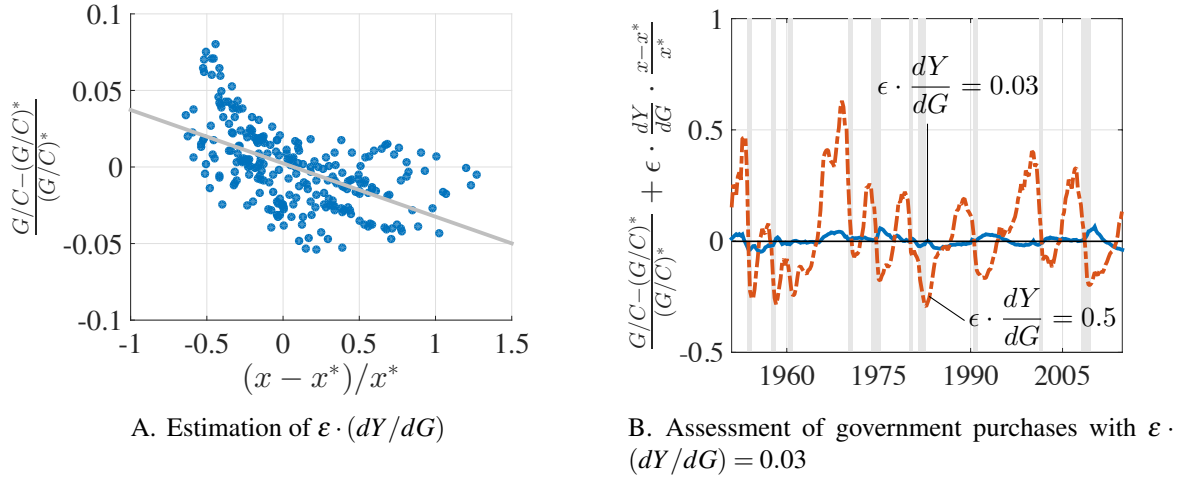 0.1
0.05
0
-0.05
-0.1
-1
-0.5
0
0.5
1
1.5
G/C−(G/C)*
(G/C)*
(x − x*)/x*
A. Estimation of ε · (dY/dG)
1
0.5
0
-0.5
1960
1975
1990
2005
G/C−(G/C)*/(G/C)* + ϵ · dY/dG · x−x*/x*
ϵ · dY/dG = 0.03
ϵ · dY/dG = 0.5
B. Assessment of government purchases with ε ·
(dY/dG) = 0.03